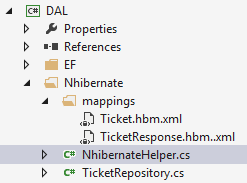 C# DAL
Properties
References
EF
Nhibernate
mappings
Ticket.hbm.xml
TicketResponse.hbm..xml
C# NhibernateHelper.cs
C# TicketRepository.cs